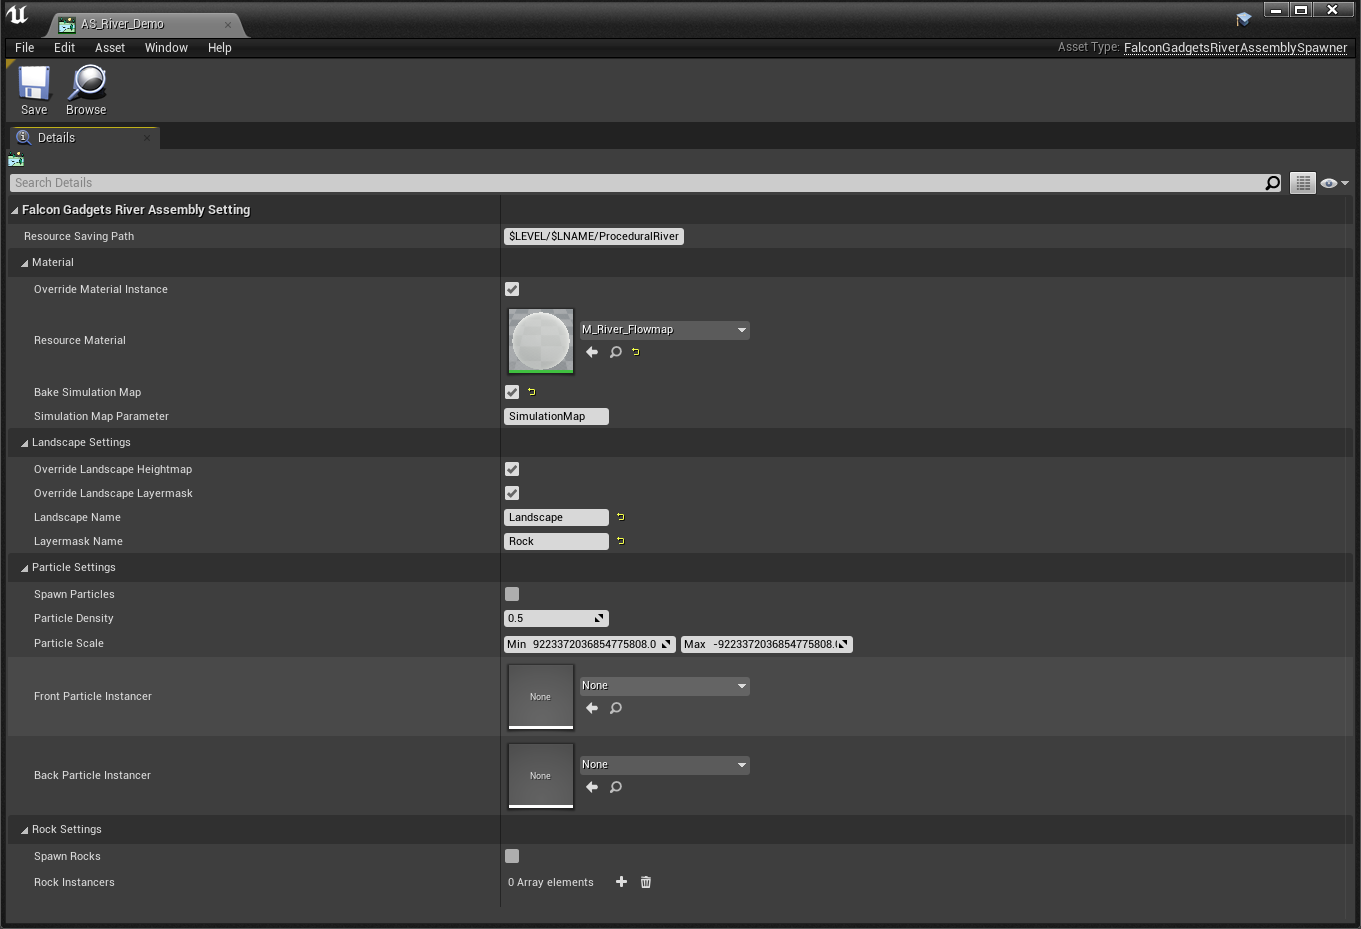 AS_River_Demo
File Edit Asset Window Help
Asset Type: FalconGadgetsRiverAssemblySpawner
Save Browse
Details
Search Details
Falcon Gadgets River Assembly Setting
Resource Saving Path $LEVEL/$LNAME/ProceduralRiver
Material
Override Material Instance
Resource Material M_River_Flowmap
Bake Simulation Map
Simulation Map Parameter SimulationMap
Landscape Settings
Override Landscape Heightmap
Override Landscape Layermask
Landscape Name Landscape
Layermask Name Rock
Particle Settings
Spawn Particles
Particle Density 0.5
Particle Scale Min 9223372036854775808.0 Max -9223372036854775808.
Front Particle Instancer None None
Back Particle Instancer None None
Rock Settings
Spawn Rocks
Rock Instancers 0 Array elements